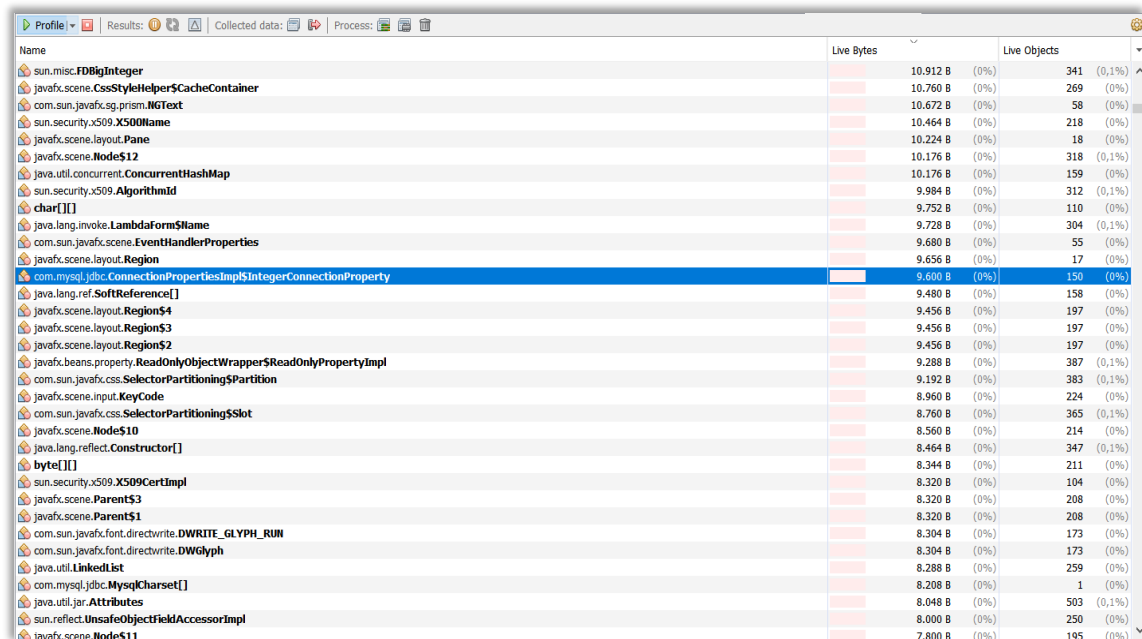 Profile Results: Collected data: Process:
Name Live Bytes Live Objects
sun.misc.FDBigInteger 10.912 B (0%) 341 (0,1%)
javafx.scene.CssStyleHelper$CacheContainer 10.760 B (0%) 269 (0%)
com.sun.javafx.sg.prism.NGText 10.672 B (0%) 58 (0%)
sun.security.x509.X500Name 10.464 B (0%) 218 (0%)
javafx.scene.layout.Pane 10.224 B (0%) 18 (0%)
javafx.scene.Node$12 10.176 B (0%) 318 (0,1%)
java.util.concurrent.ConcurrentHashMap 10.176 B (0%) 159 (0%)
sun.security.x509.AlgorithmId 9.984 B (0%) 312 (0,1%)
char[][] 9.752 B (0%) 110 (0%)
java.lang.invoke.LambdaForm$Name 9.728 B (0%) 304 (0,1%)
com.sun.javafx.scene.EventHandlerProperties 9.680 B (0%) 55 (0%)
javafx.scene.layout.Region 9.656 B (0%) 17 (0%)
com.mysql.jdbc.ConnectionPropertiesImpl$IntegerConnectionProperty 9.600 B (0%) 150 (0%)
java.lang.ref.SoftReference[] 9.480 B (0%) 158 (0%)
javafx.scene.layout.Region$4 9.456 B (0%) 197 (0%)
javafx.scene.layout.Region$3 9.456 B (0%) 197 (0%)
javafx.scene.layout.Region$2 9.456 B (0%) 197 (0%)
javafx.beans.property.ReadOnlyObjectWrapper$ReadOnlyPropertyImpl 9.288 B (0%) 387 (0,1%)
com.sun.javafx.css.SelectorPartitioning$Partition 9.192 B (0%) 383 (0,1%)
javafx.scene.input.KeyCode 8.960 B (0%) 224 (0%)
com.sun.javafx.css.SelectorPartitioning$Slot 8.760 B (0%) 365 (0,1%)
javafx.scene.Node$10 8.560 B (0%) 214 (0%)
java.lang.reflect.Constructor[] 8.464 B (0%) 347 (0,1%)
byte[][] 8.344 B (0%) 211 (0%)
sun.security.x509.X509CertImpl 8.320 B (0%) 104 (0%)
javafx.scene.Parent$3 8.320 B (0%) 208 (0%)
javafx.scene.Parent$1 8.320 B (0%) 208 (0%)
com.sun.javafx.font.directwrite.DWRITE_GLYPH_RUN 8.304 B (0%) 173 (0%)
com.sun.javafx.font.directwrite.DWGlyph 8.304 B (0%) 173 (0%)
java.util.LinkedList 8.288 B (0%) 259 (0%)
com.mysql.jdbc.MysqlCharset[] 8.208 B (0%) 1 (0%)
java.util.jar.Attributes 8.048 B (0%) 503 (0,1%)
sun.reflect.UnsafeObjectFieldAccessorImpl 8.000 B (0%) 250 (0%)
javafx.scene.Node$11 7.800 B (0%) 195 (0%)